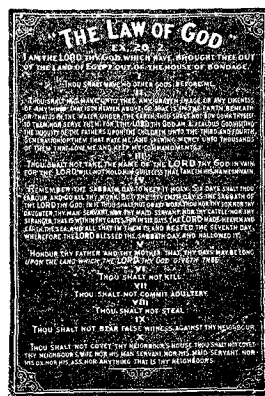 THE LAW OF GOD
EX. XX.
I AM THE LORD THY GOD, WHICH HAVE BROUGHT THEE OUT
OF THE LAND OF EGYPT, OUT OF THE HOUSE OF BONDAGE.
I
THOU SHALT HAVE NO OTHER GODS BEFORE ME.
II
THOU SHALT NOT MAKE UNTO THEE ANY GRAVEN IMAGE, OR ANY LIKENESS
OF ANY THING THAT IS IN HEAVEN ABOVE, OR THAT IS IN THE EARTH BENEATH,
OR THAT IS IN THE WATER UNDER THE EARTH: THOU SHALT NOT BOW DOWN THYSELF
TO THEM, NOR SERVE THEM: FOR I THE LORD THY GOD AM A JEALOUS GOD, VISITING
THE INIQUITY OF THE FATHERS UPON THE CHILDREN UNTO THE THIRD AND FOURTH
GENERATION OF THEM THAT HATE ME; AND SHEWING MERCY UNTO THOUSANDS
OF THEM THAT LOVE ME AND KEEP MY COMMANDMENTS.
III
THOU SHALT NOT TAKE THE NAME OF THE LORD THY GOD IN VAIN:
FOR THE LORD WILL NOT HOLD HIM GUILTLESS THAT TAKETH HIS NAME IN VAIN.
IV
REMEMBER THE SABBATH DAY TO KEEP IT HOLY. SIX DAYS SHALT THOU
LABOUR, AND DO ALL THY WORK: BUT THE SEVENTH DAY IS THE SABBATH OF
THE LORD THY GOD: IN IT THOU SHALT NOT DO ANY WORK, THOU, NOR THY SON, NOR THY
DAUGHTER, THY MAN SERVANT, NOR THY MAID SERVANT, NOR THY CATTLE, NOR THY
STRANGER THAT IS WITHIN THY GATES: FOR IN SIX DAYS THE LORD MADE HEAVEN AND
EARTH, THE SEA, AND ALL THAT IN THEM IS, AND RESTED THE SEVENTH DAY:
WHEREFORE THE LORD BLESSED THE SABBATH DAY, AND HALLOWED IT.
V
HONOUR THY FATHER AND THY MOTHER: THAT THY DAYS MAY BE LONG
UPON THE LAND WHICH THE LORD THY GOD GIVETH THEE.
VI
THOU SHALT NOT KILL.
VII
THOU SHALT NOT COMMIT ADULTERY.
VIII
THOU SHALT NOT STEAL.
IX
THOU SHALT NOT BEAR FALSE WITNESS AGAINST THY NEIGHBOUR.
X
THOU SHALT NOT COVET THY NEIGHBOUR'S HOUSE, THOU SHALT NOT COVET
THY NEIGHBOUR'S WIFE, NOR HIS MAN SERVANT, NOR HIS MAID SERVANT, NOR
HIS OX, NOR HIS ASS, NOR ANYTHING THAT IS THY NEIGHBOUR'S.